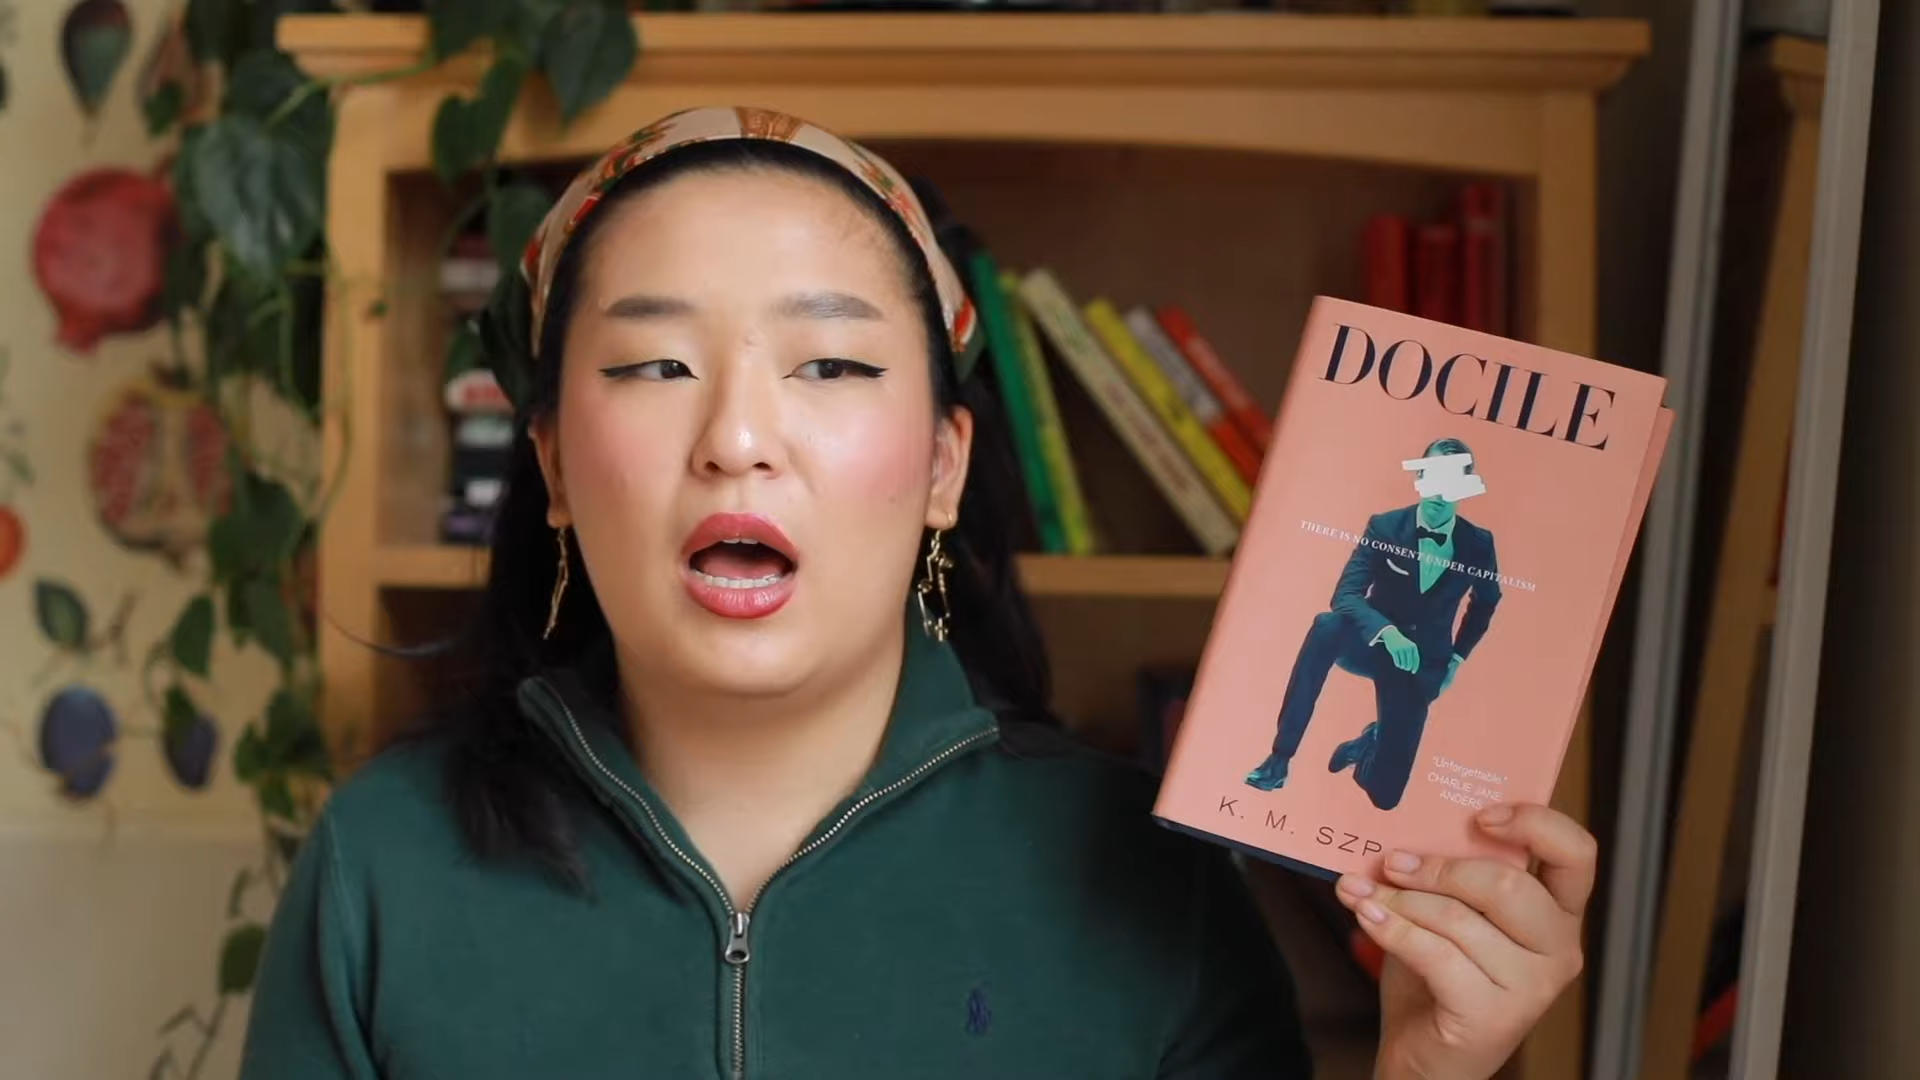 DOCILE
THERE IS NO CONSENT UNDER CAPITALISM
"Unforgettable."
CHARLIE JANE
ANDERS
K. M. SZP